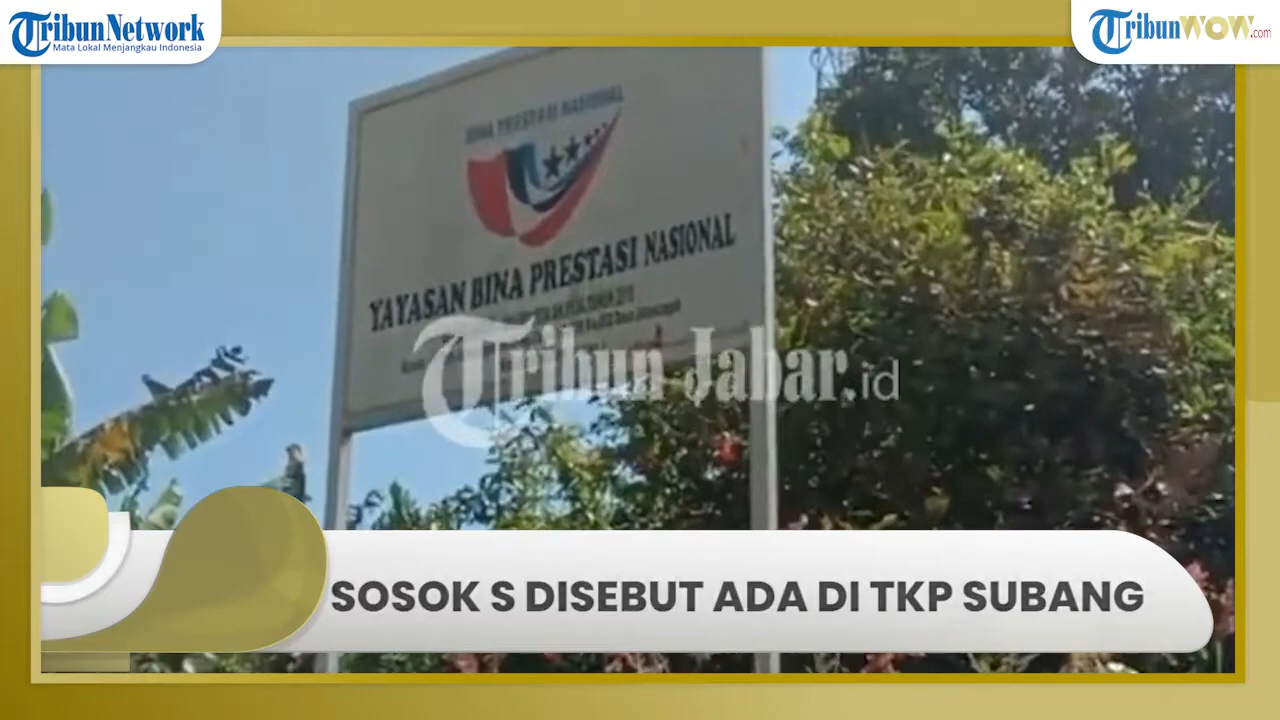 TribunNetwork
Mata Lokal Menjangkau Indonesia
TribunWOW.com
BINA PRESTASI NASIONAL
YAYASAN BINA PRESTASI NASIONAL
Tribun Jabar.id
SOSOK S DISEBUT ADA DI TKP SUBANG